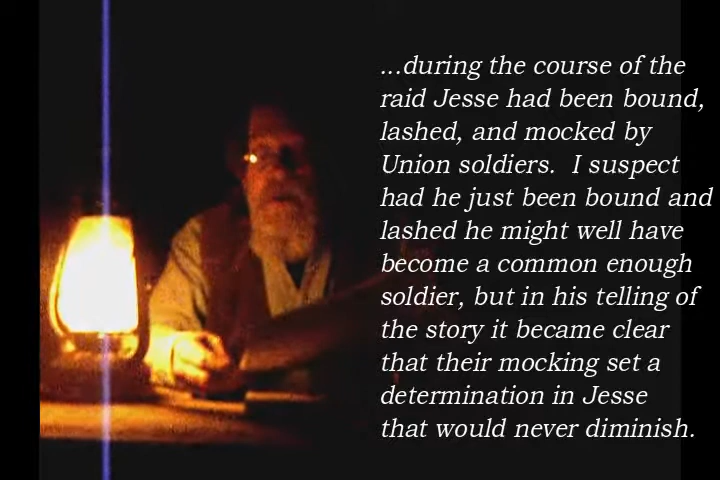 ...during the course of the
raid Jesse had been bound,
lashed, and mocked by
Union soldiers.  I suspect
had he just been bound and
lashed he might well have
become a common enough
soldier, but in his telling of
the story it became clear
that their mocking set a
determination in Jesse
that would never diminish.